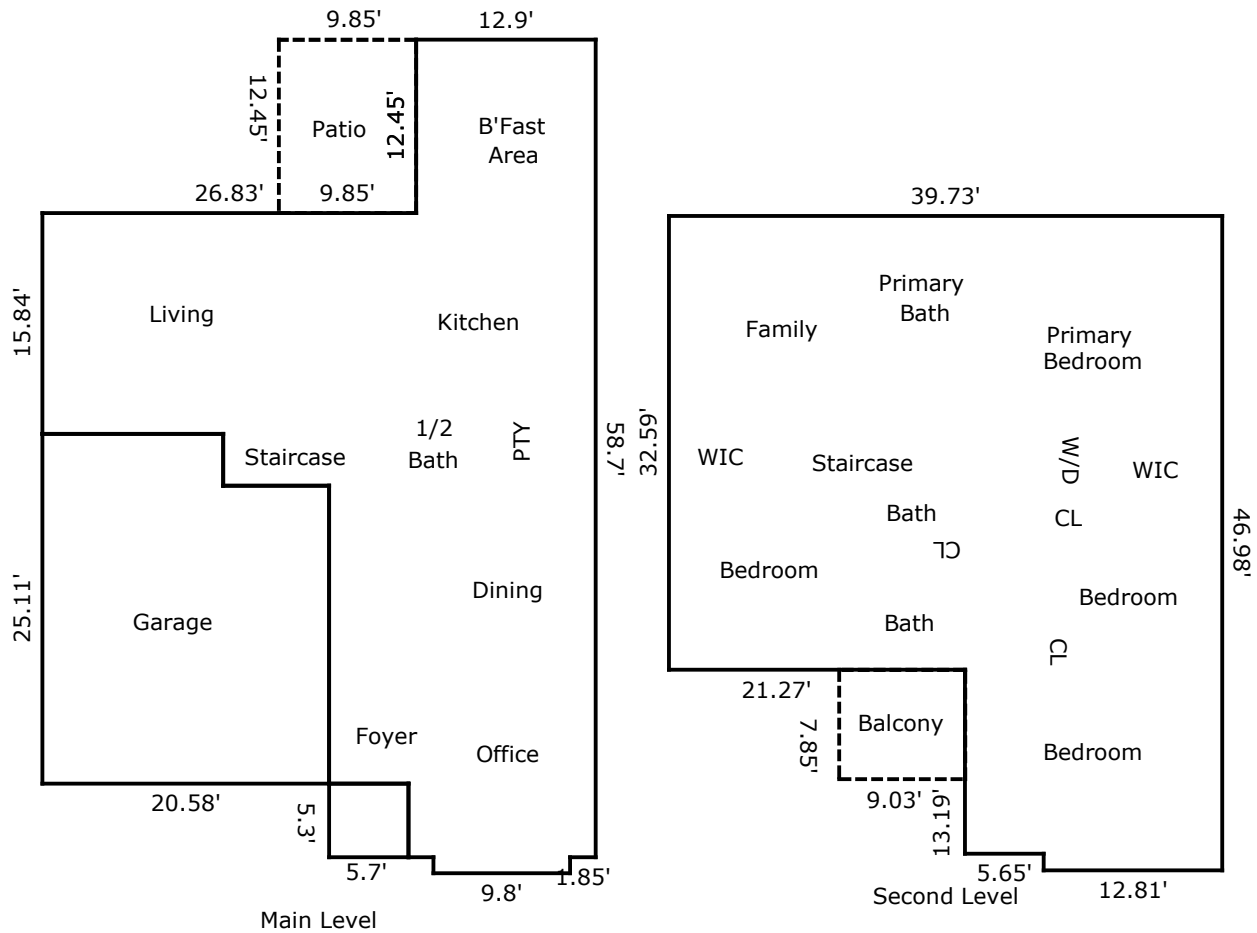 9.85'
12.9'
12.45'
Patio
12.45'
B'Fast
Area
26.83'
9.85'
15.84'
Living
Kitchen
1/2
Bath
PTY
Staircase
58.7'
25.11'
Garage
Dining
Foyer
Office
20.58'
5.3'
5.7'
9.8'
1.85'
Main Level
39.73'
Primary
Bath
Family
Primary
Bedroom
32.59'
WIC
Staircase
W/D
WIC
Bath
CL
CL
46.98'
Bedroom
Bedroom
Bath
CL
21.27'
7.85'
Balcony
Bedroom
9.03'
13.19'
5.65'
12.81'
Second Level